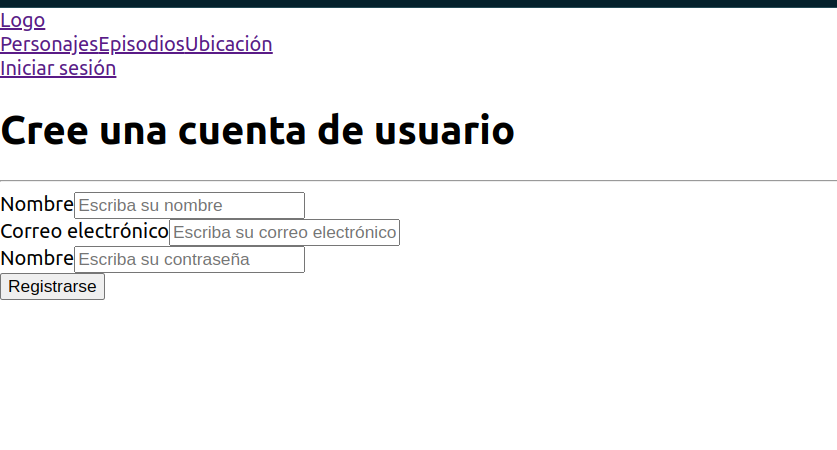 Logo
PersonajesEpisodiosUbicación
Iniciar sesión
Cree una cuenta de usuario
Nombre Escriba su nombre
Correo electrónico Escriba su correo electrónico
Nombre Escriba su contraseña
Registrarse